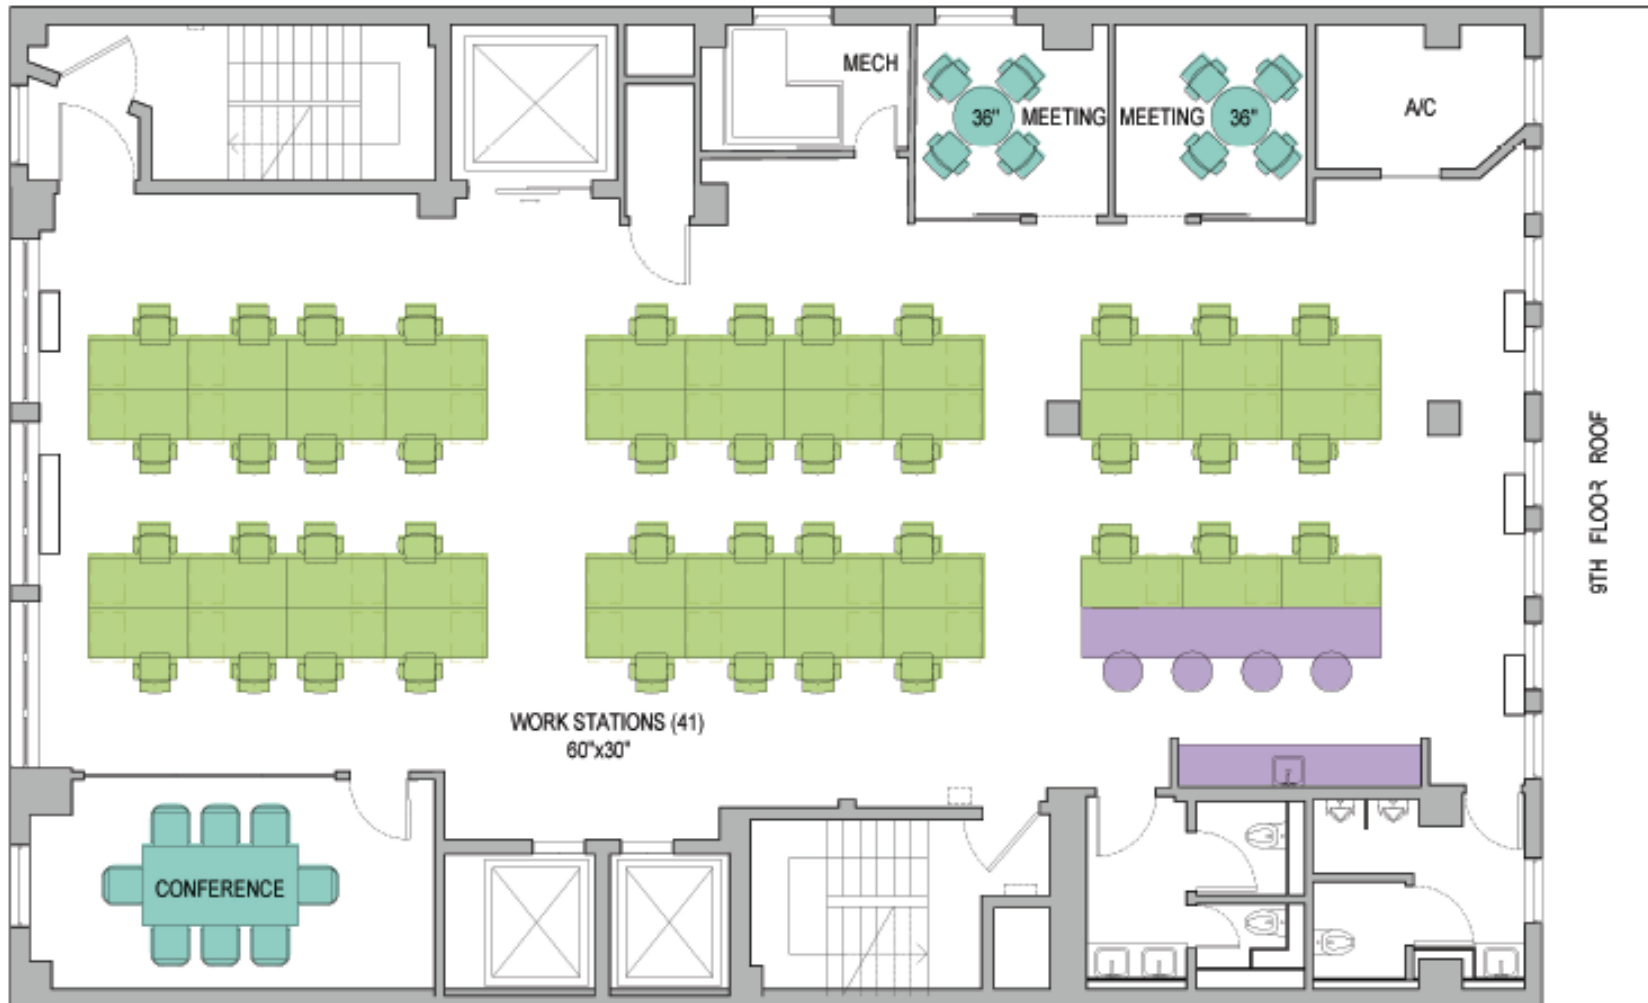 MECH
36"
MEETING
MEETING
36"
A/C
9TH FLOOR ROOF
WORK STATIONS (41)
60"x30"
CONFERENCE